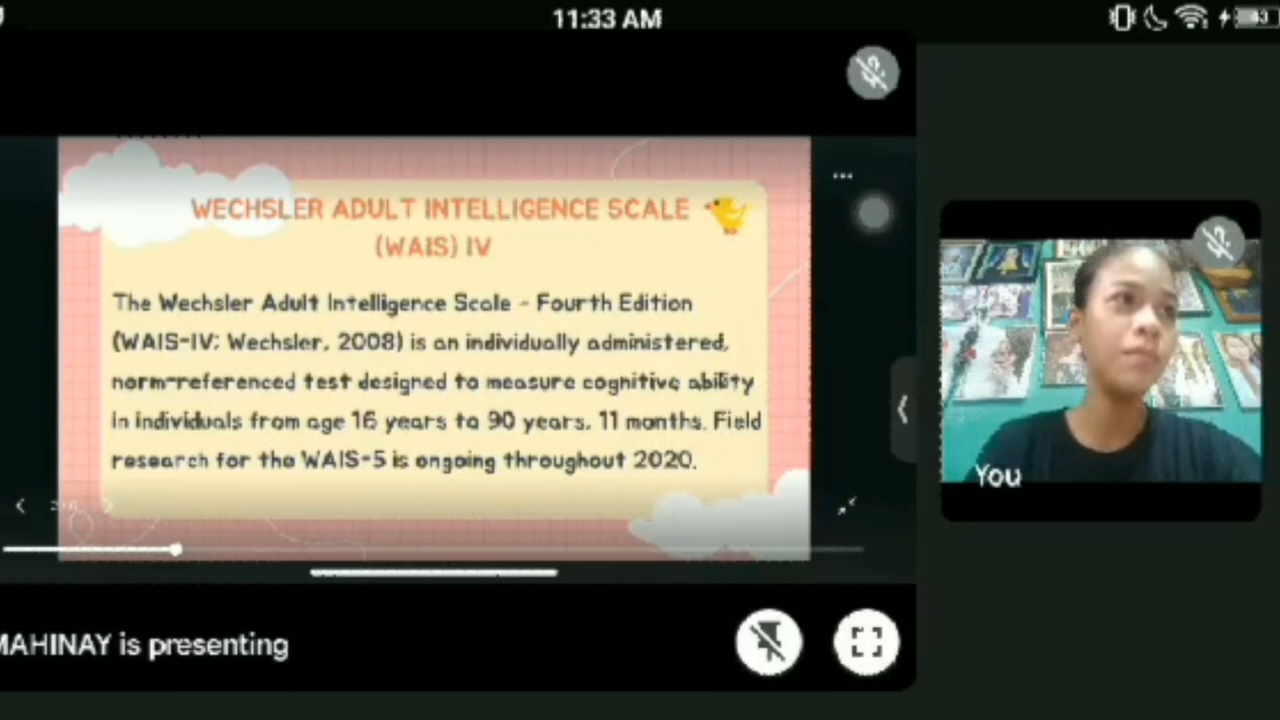 11:33 AM
WECHSLER ADULT INTELLIGENCE SCALE
(WAIS) IV
The Wechsler Adult Intelligence Scale - Fourth Edition
(WAIS-IV; Wechsler, 2008) is an individually administered,
norm-referenced test designed to measure cognitive ability
in individuals from age 16 years to 90 years, 11 months. Field
research for the WAIS-5 is ongoing throughout 2020.
You
MAHINAY is presenting